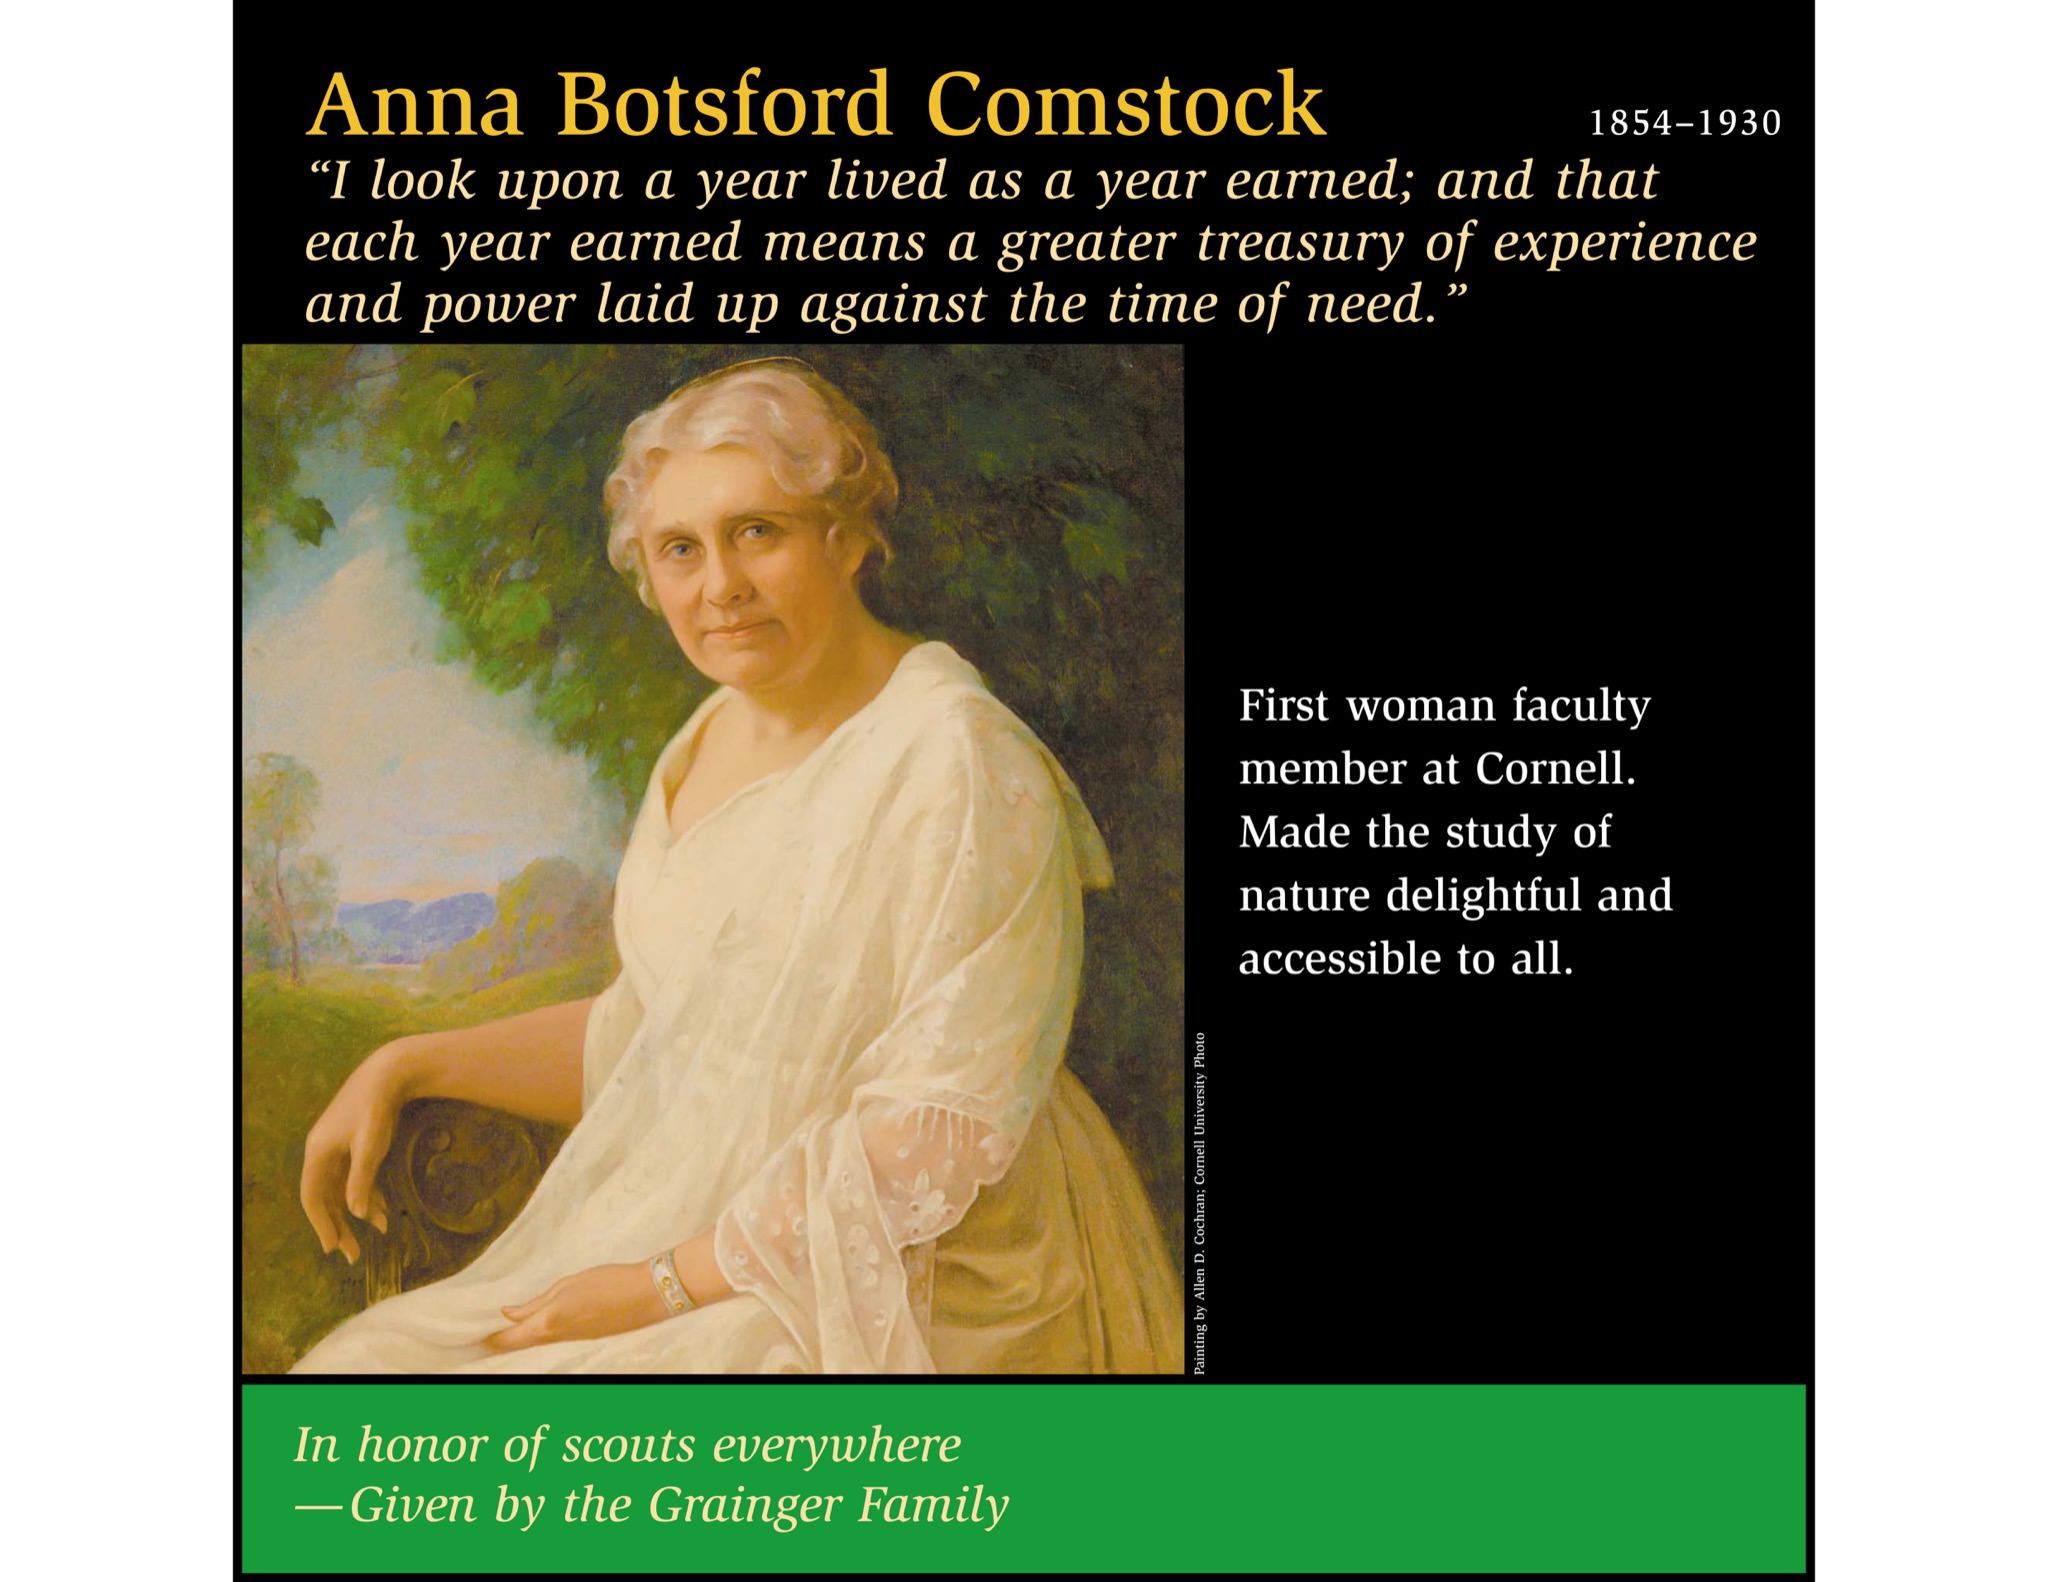 Anna Botsford Comstock
1854–1930
“I look upon a year lived as a year earned; and that
each year earned means a greater treasury of experience
and power laid up against the time of need.”
First woman faculty
member at Cornell.
Made the study of
nature delightful and
accessible to all.
Painting by Allen D. Cochran; Cornell University Photo
In honor of scouts everywhere
—Given by the Grainger Family